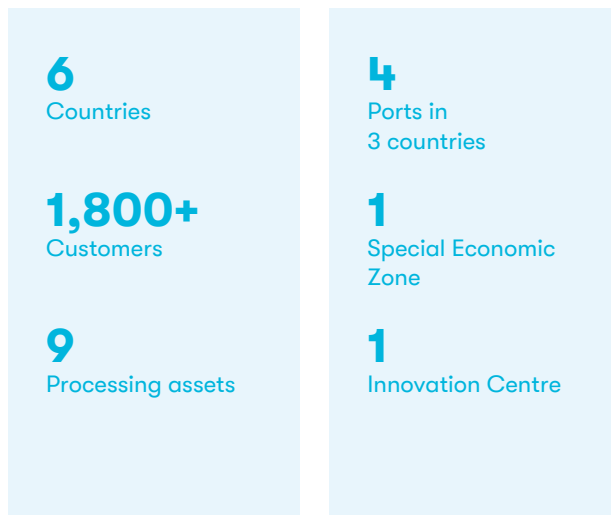 6
Countries
1,800+
Customers
9
Processing assets
4
Ports in
3 countries
1
Special Economic
Zone
1
Innovation Centre